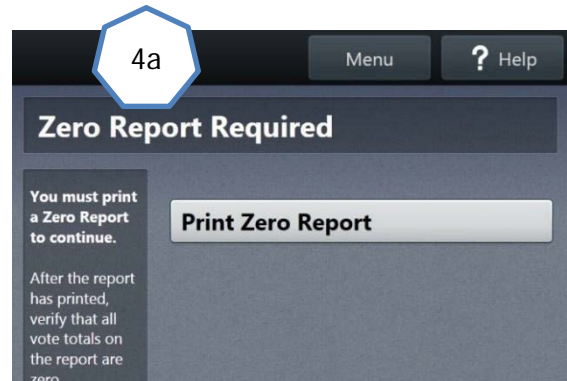 4a
Menu
? Help
Zero Report Required
You must print
a Zero Report
to continue.
Print Zero Report
After the report
has printed,
verify that all
vote totals on
the report are
zero